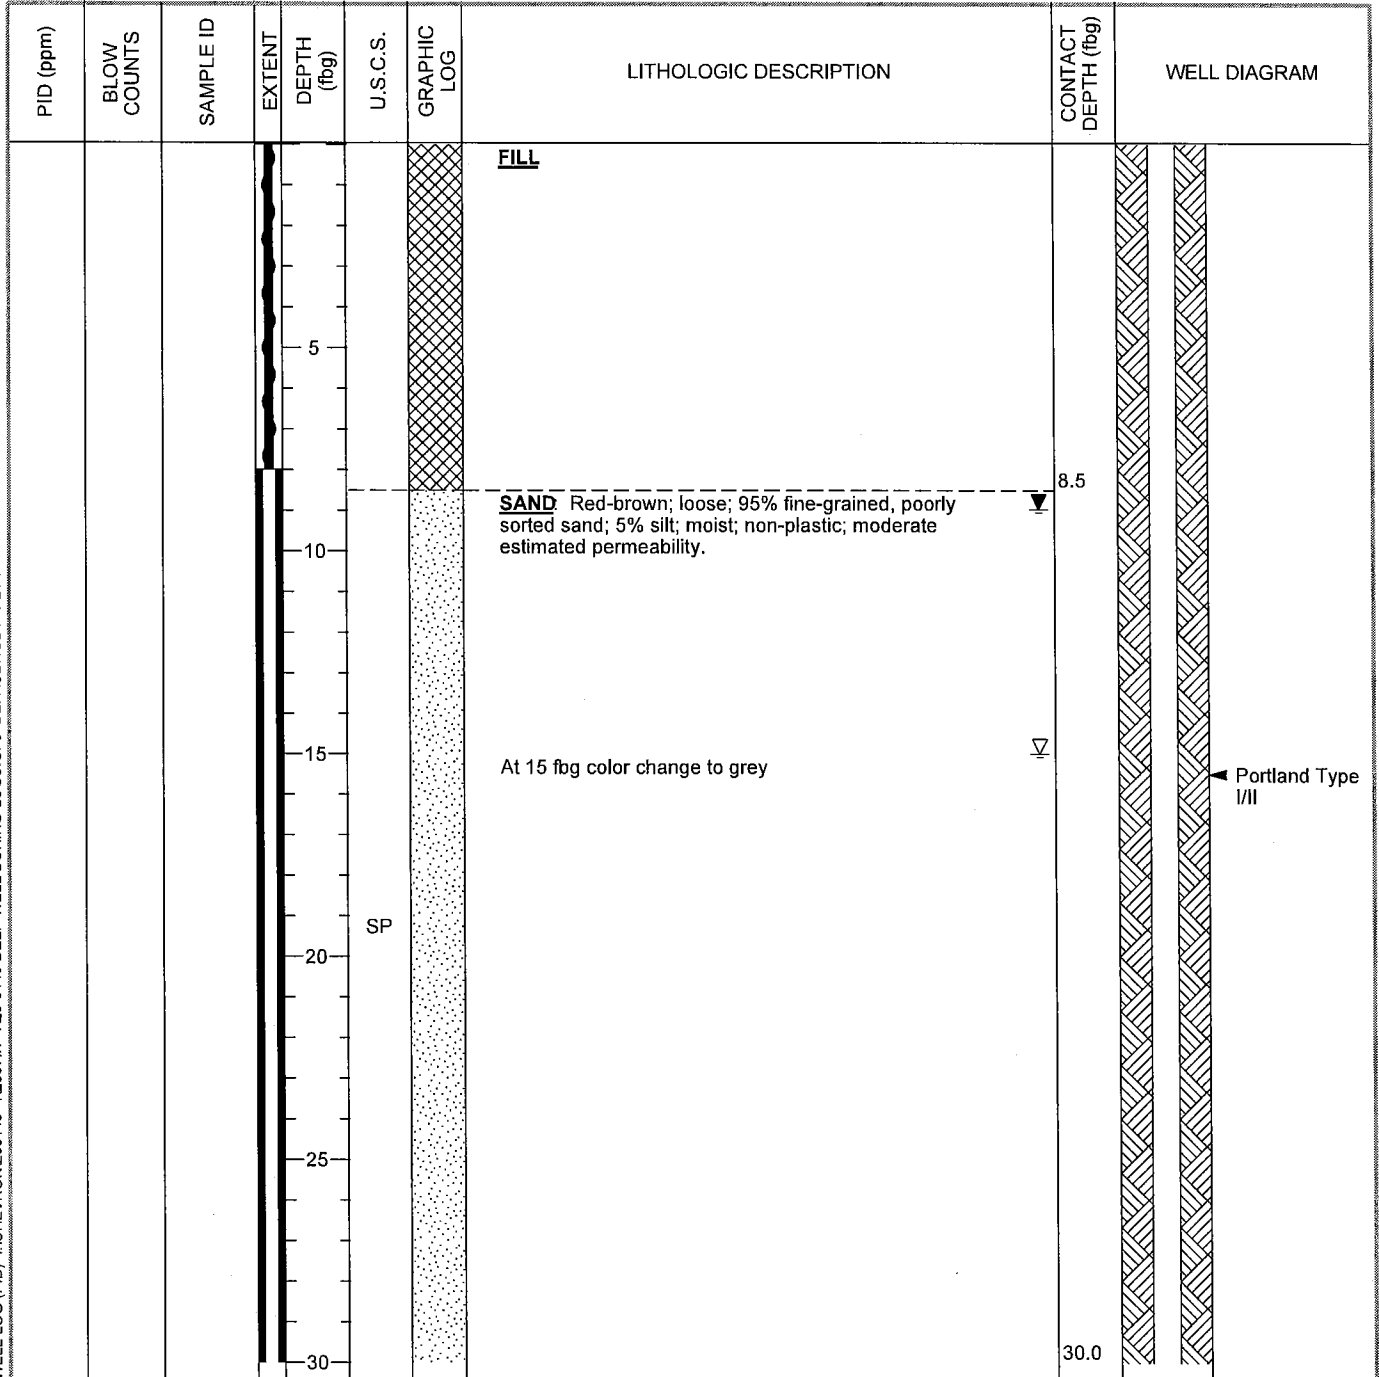 PID (ppm)
BLOW
COUNTS
SAMPLE ID
EXTENT
DEPTH
(fbg)
U.S.C.S.
GRAPHIC
LOG
LITHOLOGIC DESCRIPTION
CONTACT
DEPTH (fbg)
WELL DIAGRAM
FILL
5
8.5
SAND: Red-brown; loose; 95% fine-grained, poorly
sorted sand; 5% silt; moist; non-plastic; moderate
estimated permeability.
10
15
At 15 fbg color change to grey
Portland Type
I/II
SP
20
25
30
30.0